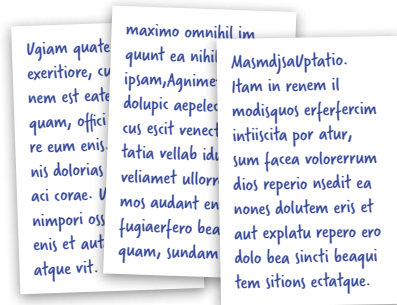 Ugiam quate
exeritiore, cu
nem est eate
quam, offici
re eum enis.
nis dolorias
aci corae. U
nimpori oss
enis et aut
atque vit.
maximo omnihil im
quunt ea nihil
ipsam,Agnimet
dolupic aepelec
cus escit venect
tatia vellab idu
veliamet ullorr
mos audant en
fugiaerfero bea
quam, sundam
MasmdjsaUptatio.
Itam in renem il
modisquos erferfercim
intiiscita por atur,
sum facea volorerrum
dios reperio nsedit ea
nones dolutem eris et
aut explatu repero ero
dolo bea sincti beaqui
tem sitions ectatque.